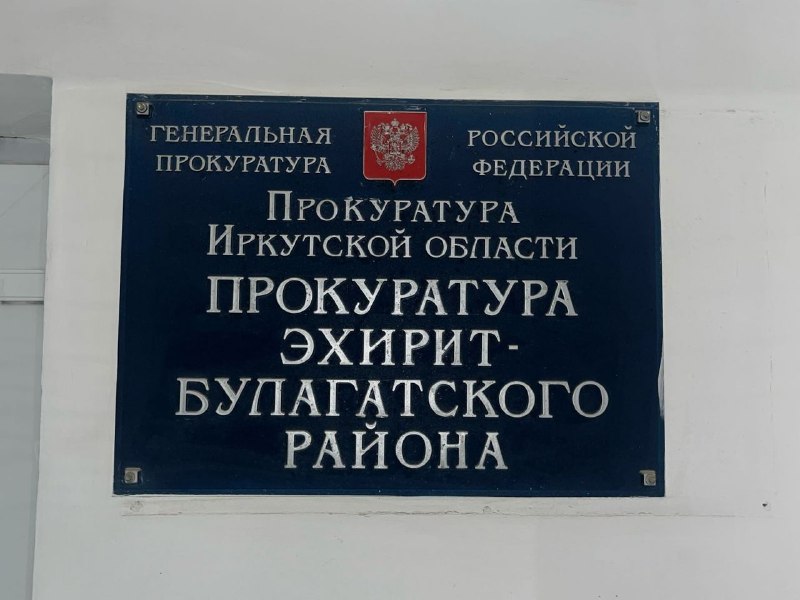 ГЕНЕРАЛЬНАЯ ПРОКУРАТУРА
РОССИЙСКОЙ ФЕДЕРАЦИИ
ПРОКУРАТУРА
ИРКУТСКОЙ ОБЛАСТИ
ПРОКУРАТУРА
ЭХИРИТ-
БУЛАГАТСКОГО
РАЙОНА